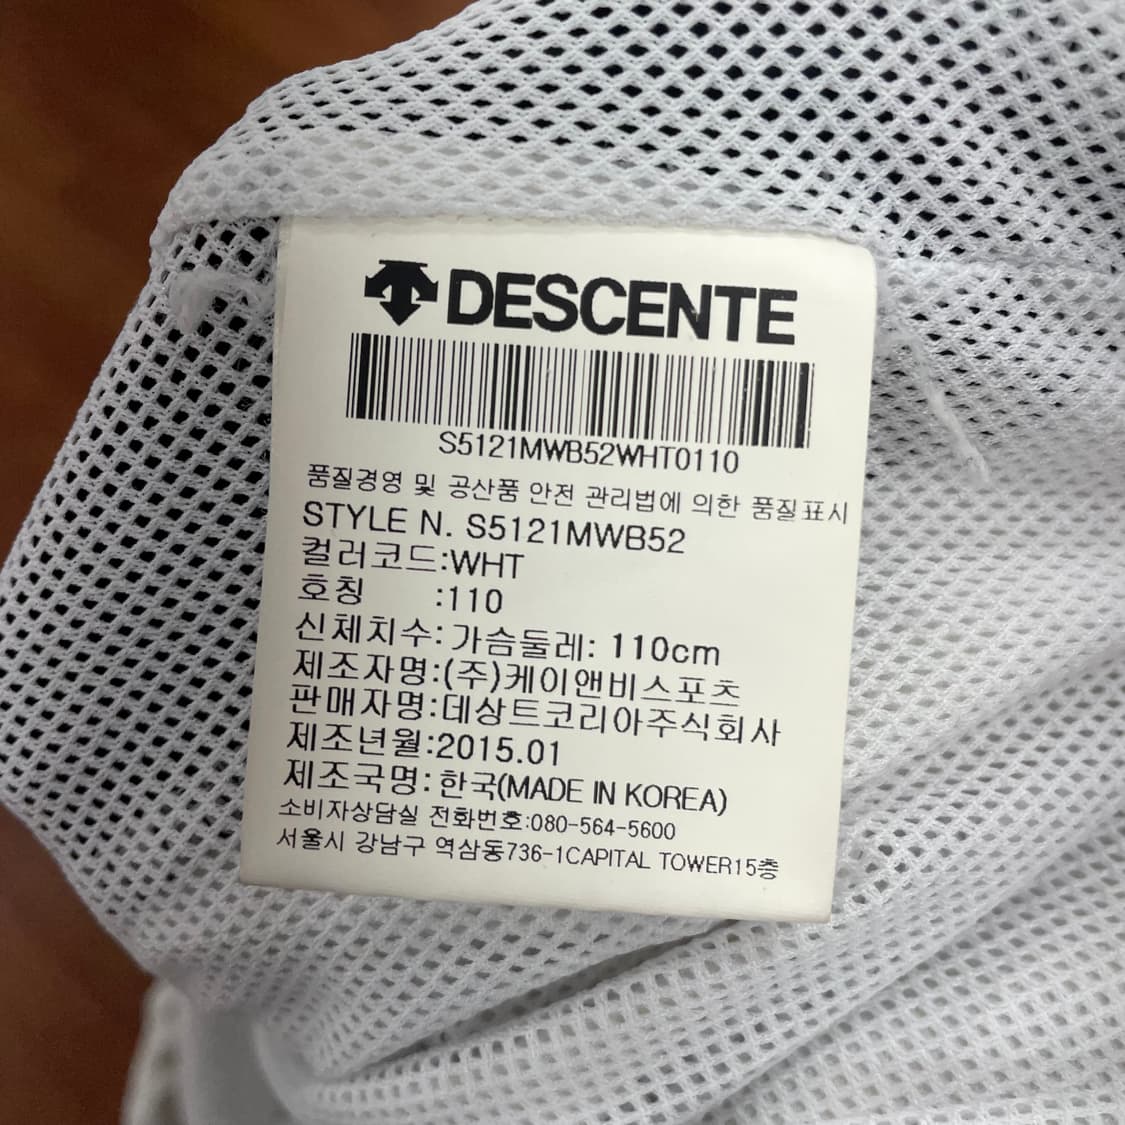 DESCENTE
S5121MWB52WHT0110
품질경영 및 공산품 안전 관리법에 의한 품질표시
STYLE N. S5121MWB52
컬러코드:WHT
호칭 :110
신체치수:가슴둘레: 110cm
제조자명:(주)케이앤비스포츠
판매자명:데상트코리아주식회사
제조년월:2015.01
제조국명: 한국(MADE IN KOREA)
소비자상담실 전화번호:080-564-5600
서울시 강남구 역삼동736-1CAPITAL TOWER15층